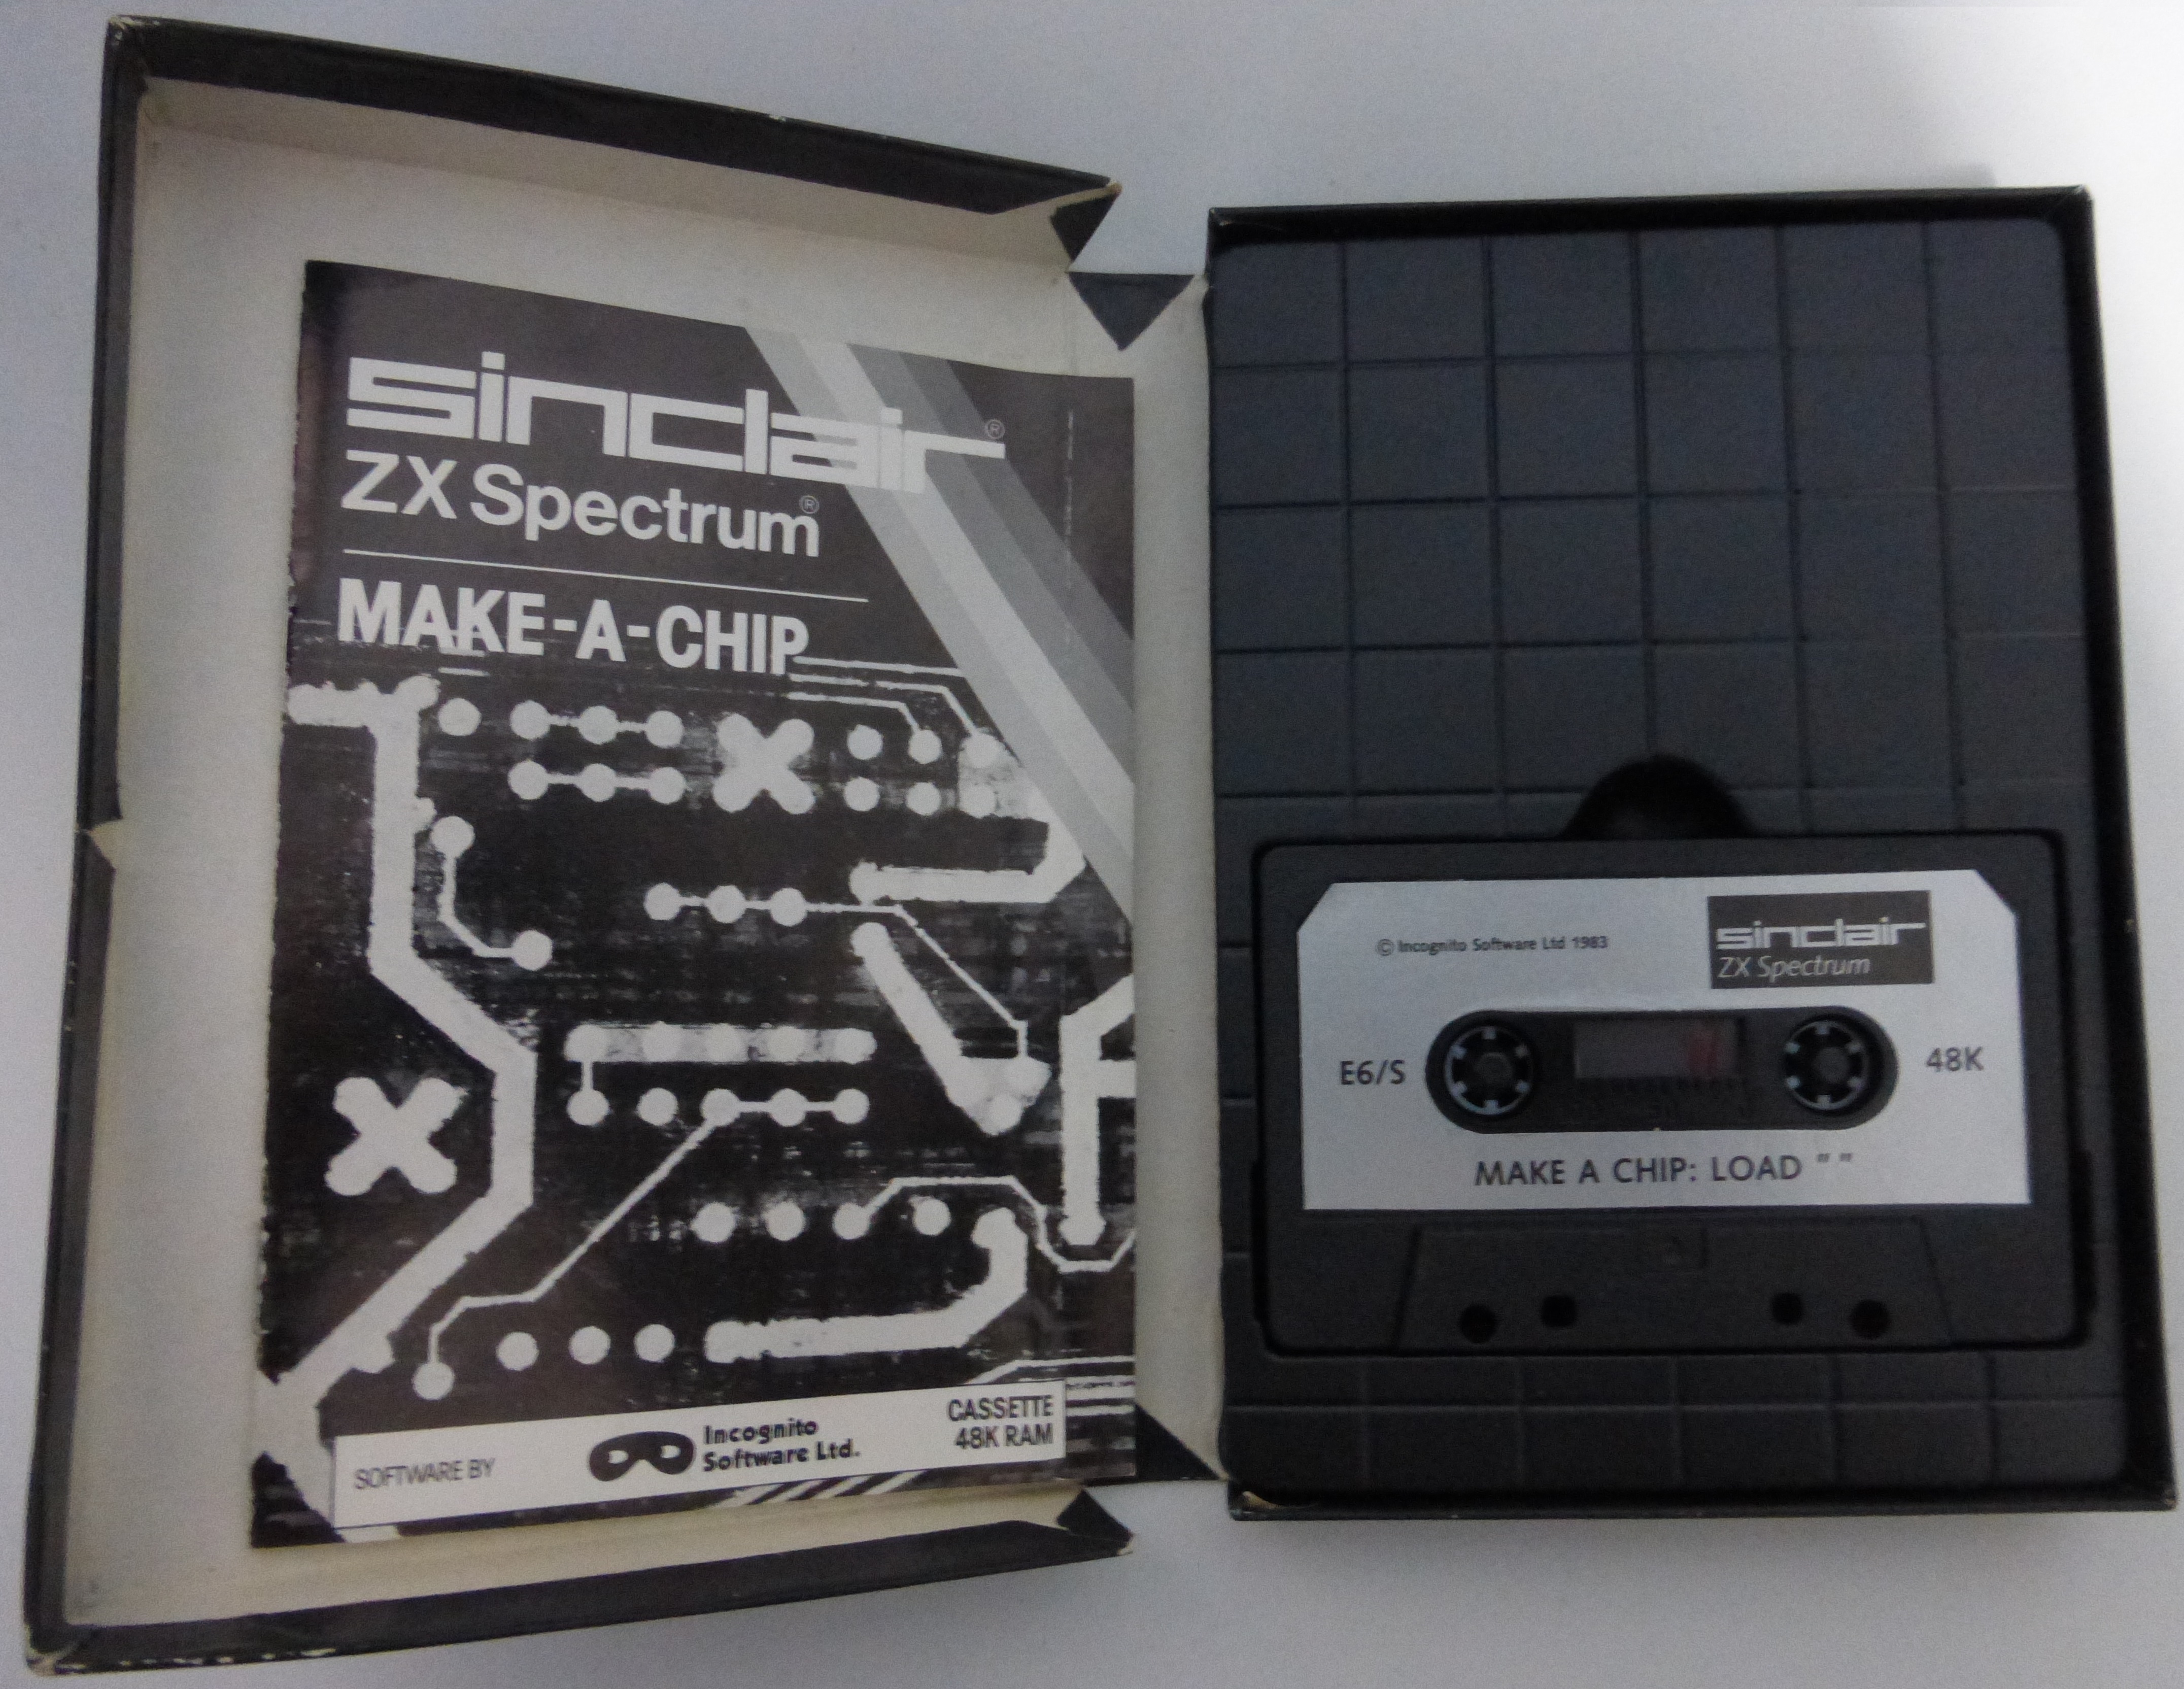 sinclair®
ZX Spectrum®
MAKE-A-CHIP
SOFTWARE BY
Incognito
Software Ltd.
CASSETTE
48K RAM
© Incognito Software Ltd 1983
sinclair
ZX Spectrum
E6/S
48K
MAKE A CHIP: LOAD " "